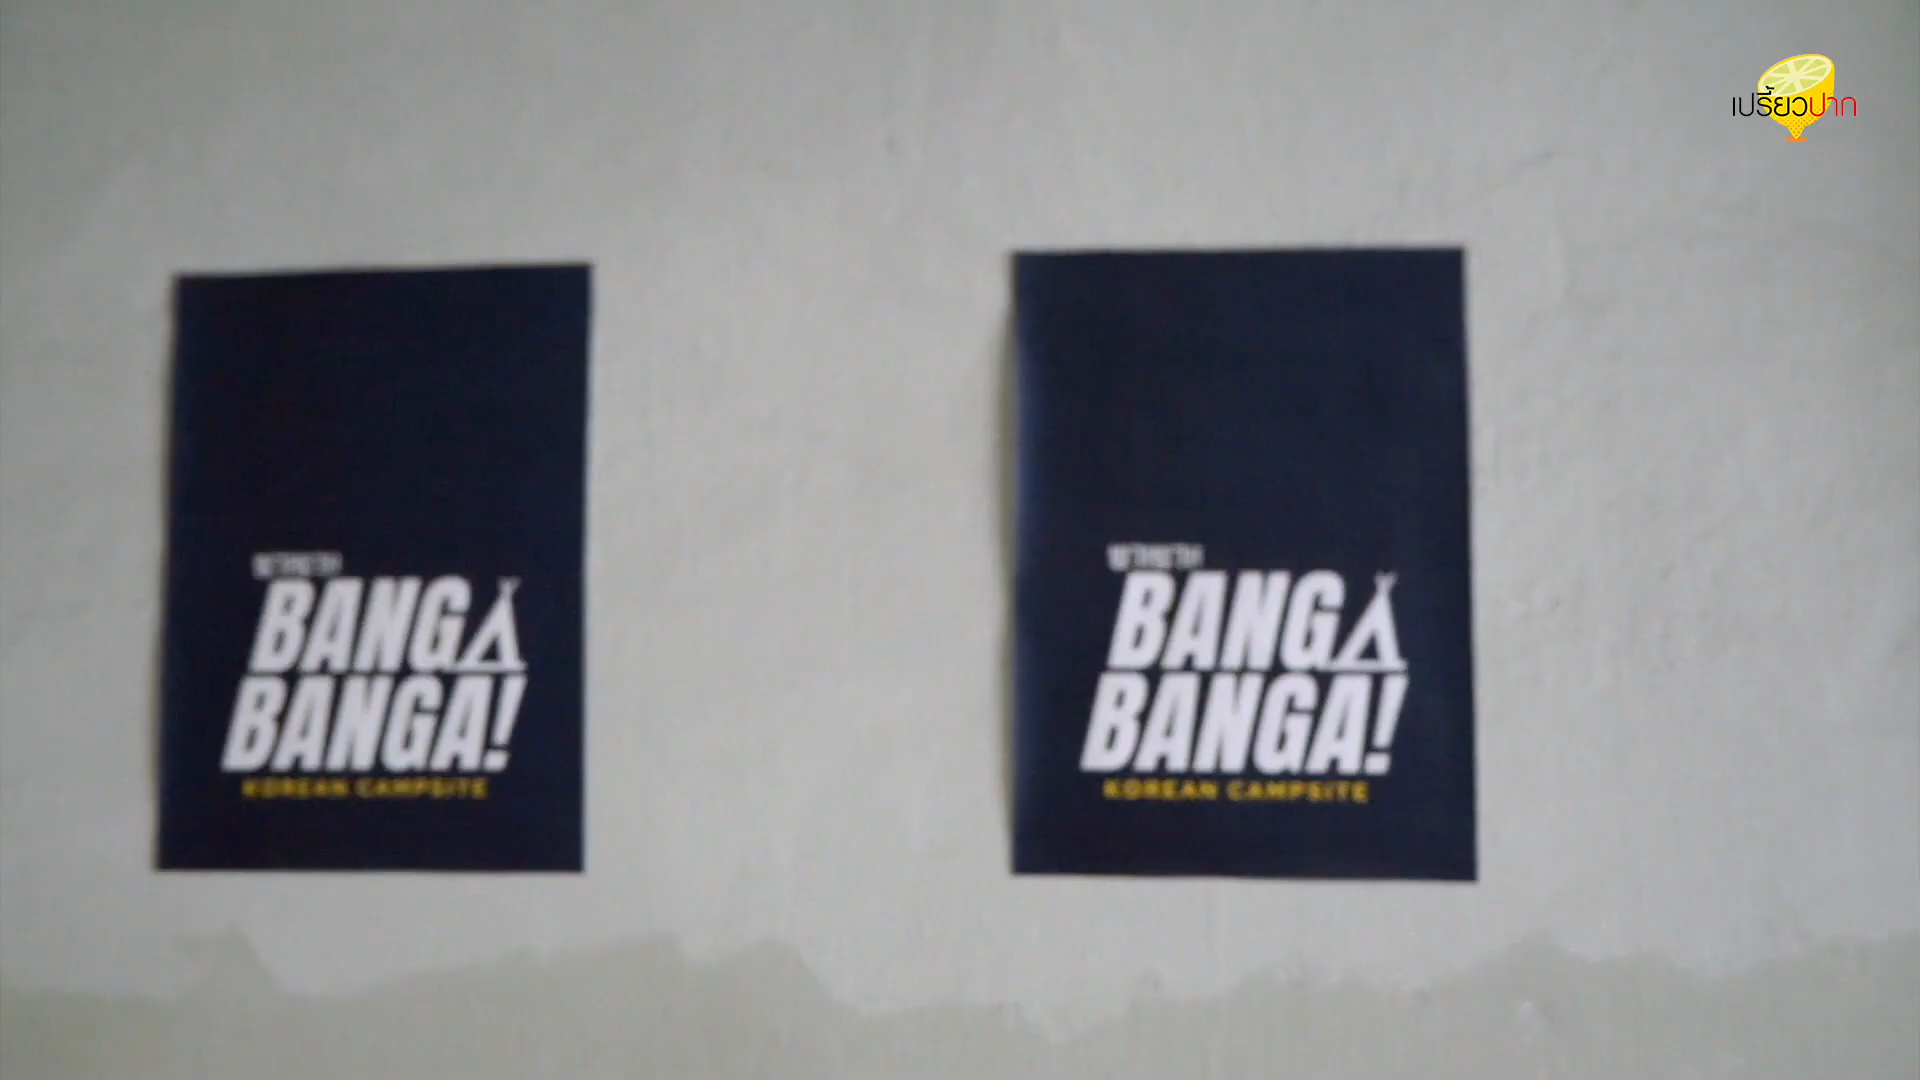 เปรี้ยวปาก
BANGA
BANGA!
KOREAN CAMPSITE
BANGA
BANGA!
KOREAN CAMPSITE